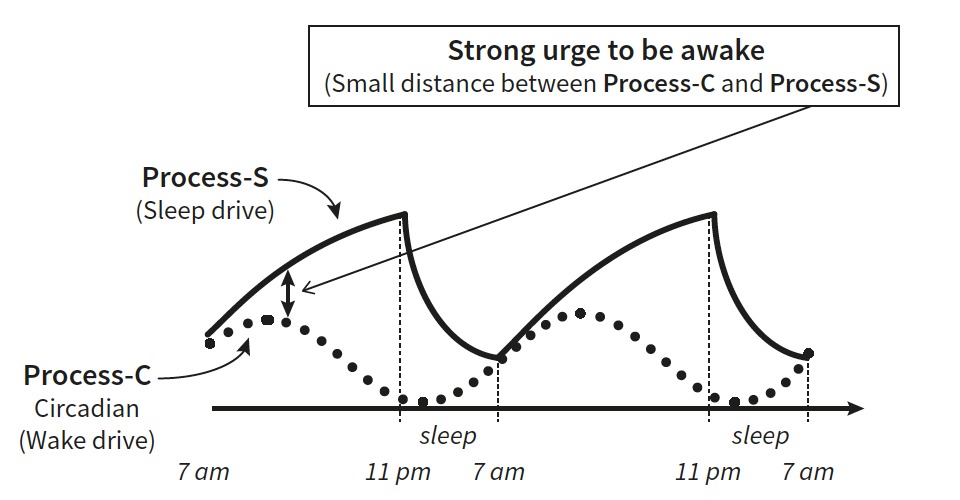 Strong urge to be awake
(Small distance between Process-C and Process-S)
Process-S
(Sleep drive)
Process-C
Circadian
(Wake drive)
sleep
sleep
7 am
11 pm
7 am
11 pm
7 am